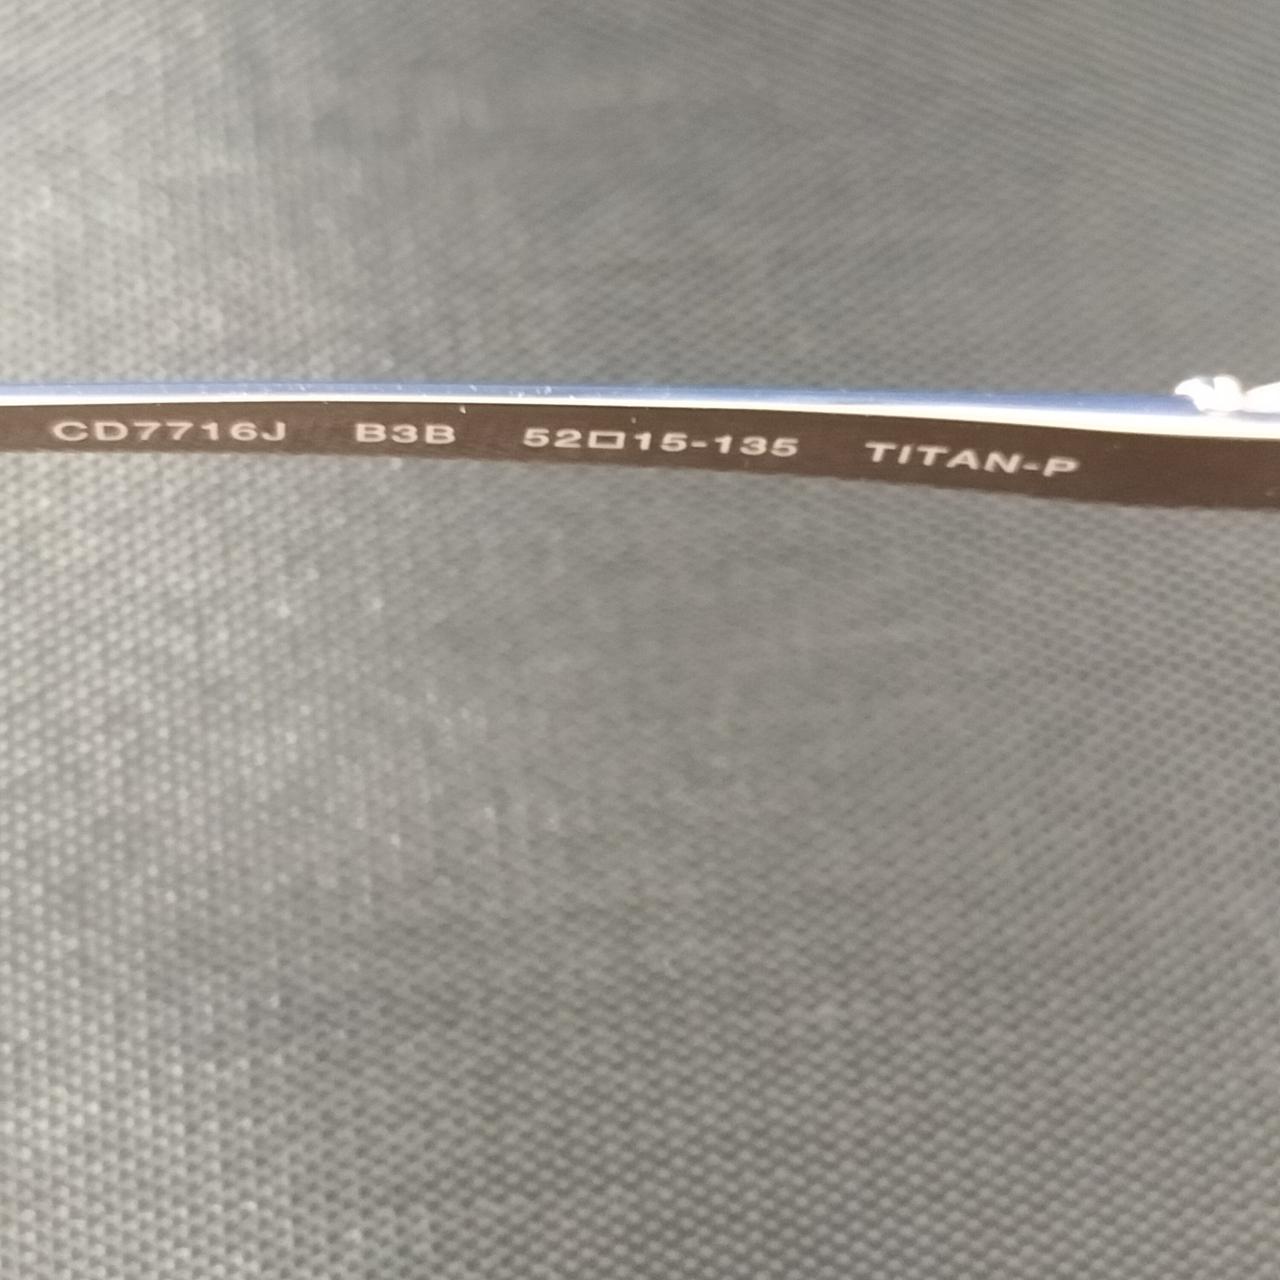 CD7716J B3B 52□15-135 TITAN-P